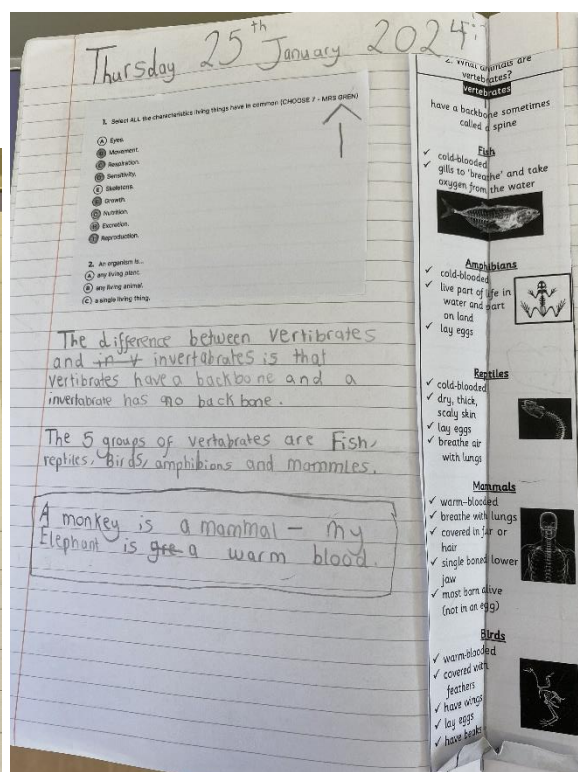 Thursday 25th January 2024
1. Select ALL the characteristics living things have in common (CHOOSE 7 - MRS GREN)
A Eyes.
B Movement.
C Respiration.
D Sensitivity.
E Skeletons.
F Growth.
G Nutrition.
H Excretion.
I Reproduction.
2. An organism is...
A any living plant.
B any living animal.
C a single living thing.
The difference between vertibrates
and in v invertabrates is that
vertibrates have a backbone and a
invertabrate has no backbone.
The 5 groups of vertabrates are Fish,
reptiles, Birds, amphibions and mammles.
A monkey is a mammal - my
Elephant is gre a warm blood.
2. What animals are
vertebrates?
vertebrates
have a backbone sometimes
called a spine
Fish
✓ cold-blooded
✓ gills to 'breathe' and take
oxygen from the water
Amphibians
✓ cold-blooded
✓ live part of life in
water and part
on land
✓ lay eggs
Reptiles
✓ cold-blooded
✓ dry, thick,
scaly skin
✓ lay eggs
✓ breathe air
with lungs
Mammals
✓ warm-blooded
✓ breathe with lungs
✓ covered in fur or
hair
✓ single boned lower
jaw
✓ most born alive
(not in an egg)
Birds
✓ warm-blooded
✓ covered with
feathers
✓ have wings
✓ lay eggs
✓ have beaks